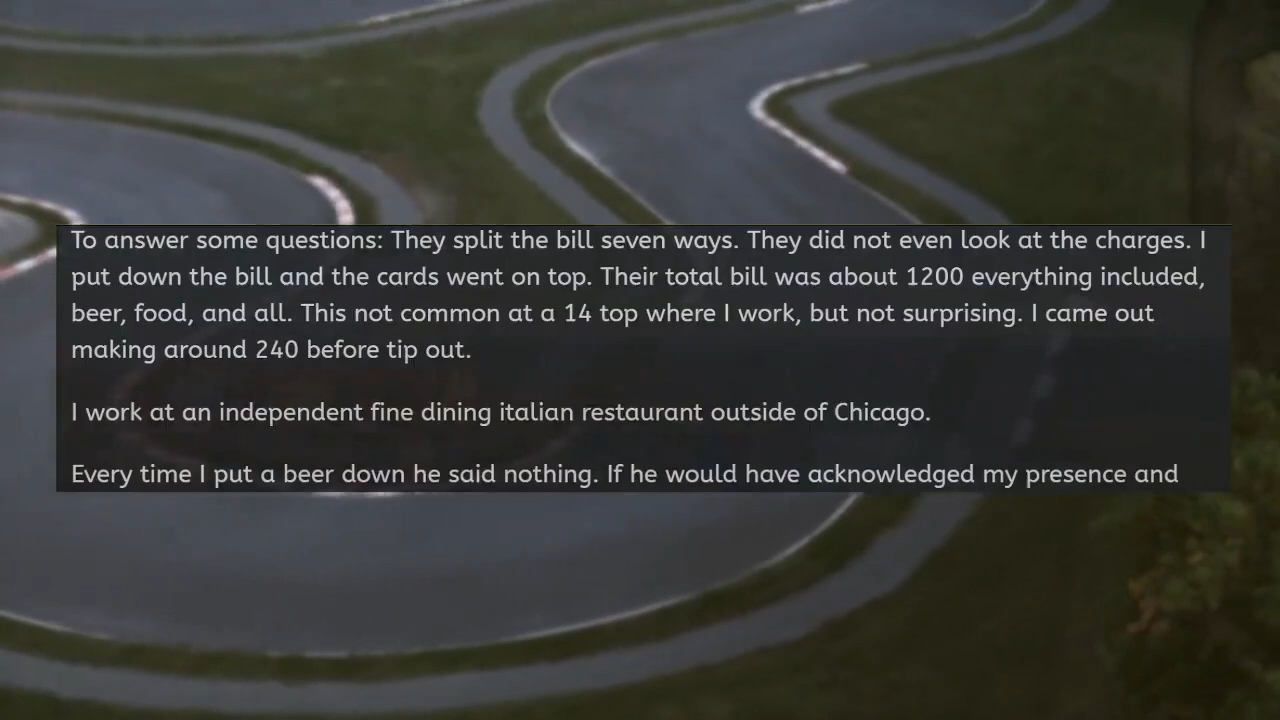 To answer some questions: They split the bill seven ways. They did not even look at the charges. I
put down the bill and the cards went on top. Their total bill was about 1200 everything included,
beer, food, and all. This not common at a 14 top where I work, but not surprising. I came out
making around 240 before tip out.
I work at an independent fine dining italian restaurant outside of Chicago.
Every time I put a beer down he said nothing. If he would have acknowledged my presence and